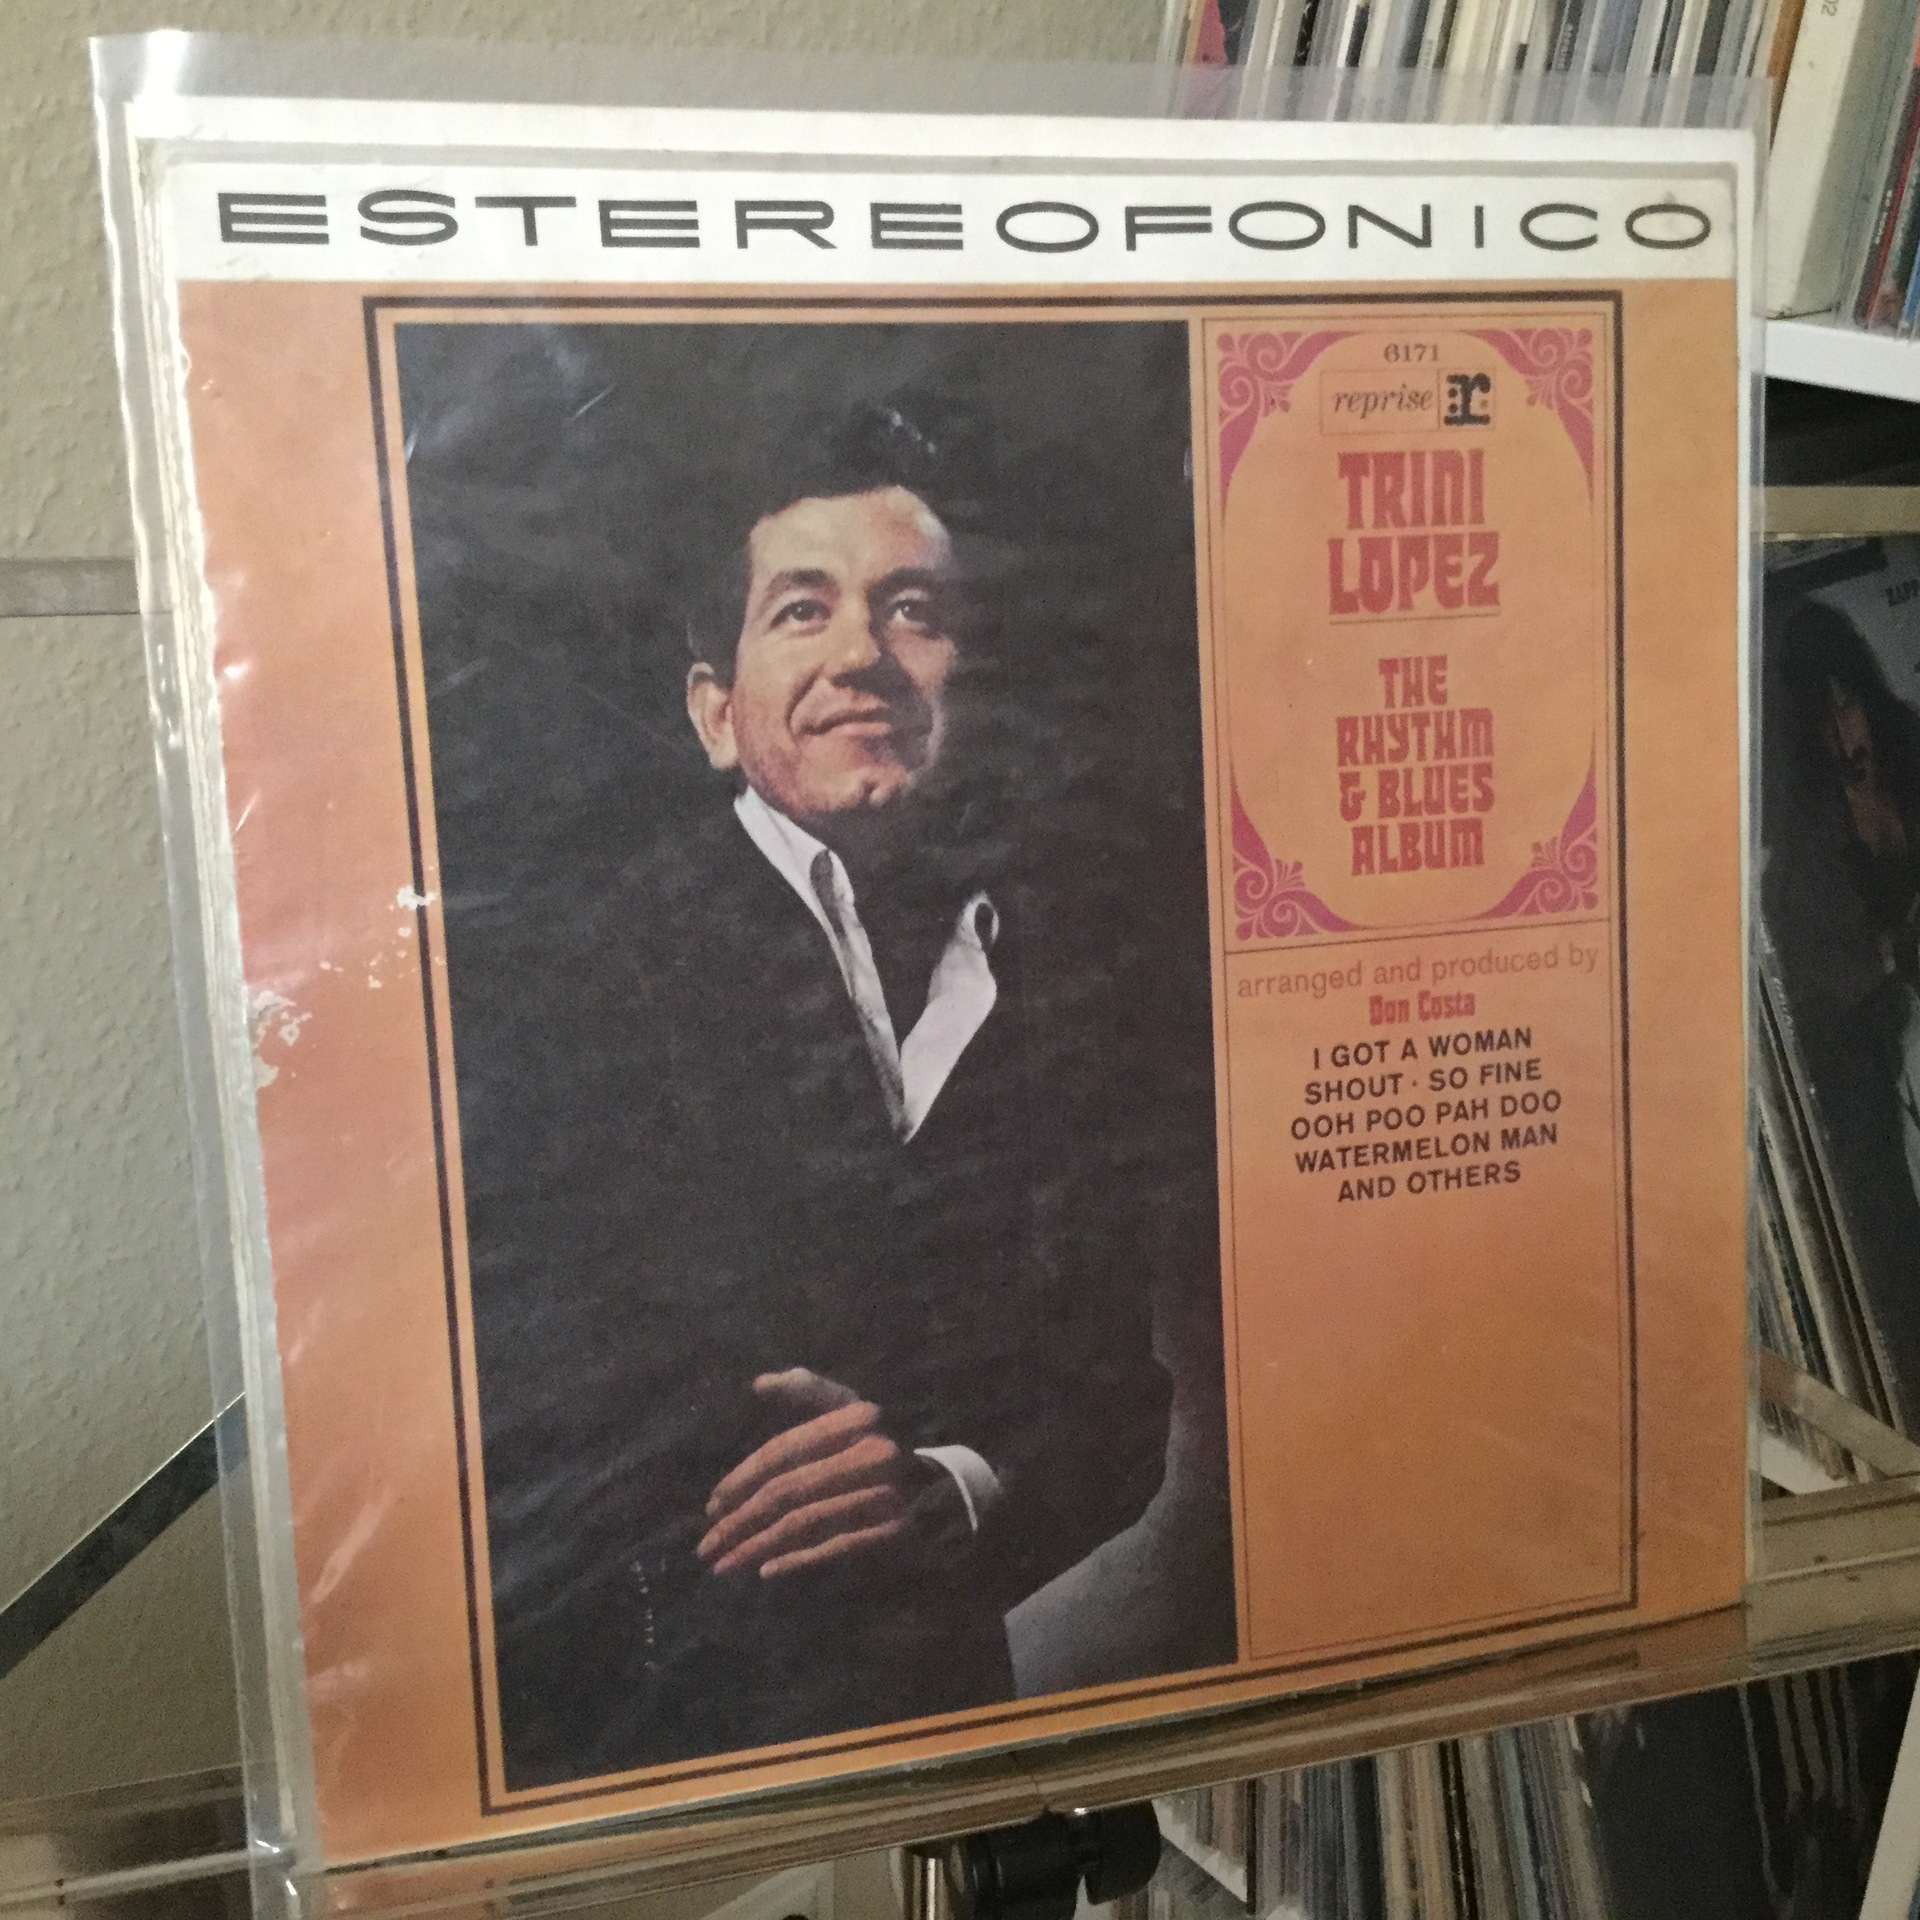 ESTEREOFONICO
6171
reprise r
TRINI
LOPEZ
THE
RHYTHM
& BLUES
ALBUM
arranged and produced by
Don Costa
I GOT A WOMAN
SHOUT · SO FINE
OOH POO PAH DOO
WATERMELON MAN
AND OTHERS